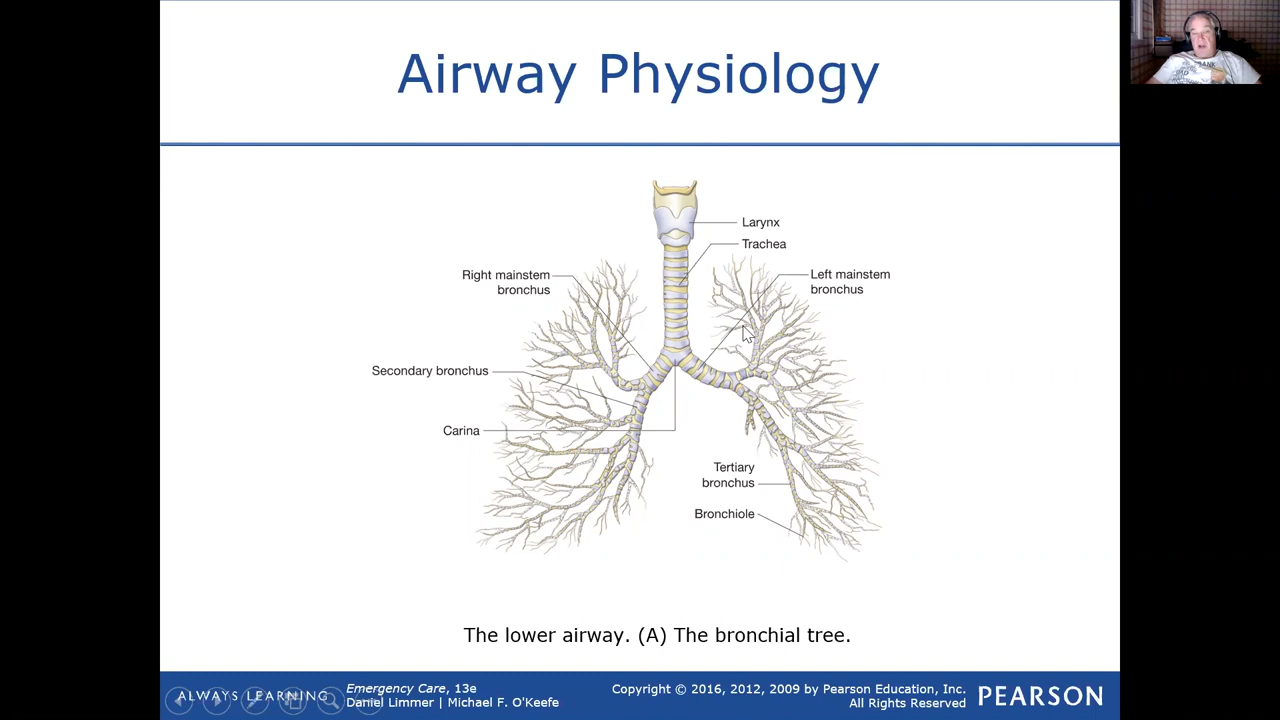 Airway Physiology
Larynx
Trachea
Right mainstem
bronchus
Left mainstem
bronchus
Secondary bronchus
Carina
Tertiary
bronchus
Bronchiole
The lower airway. (A) The bronchial tree.
ALWAYS LEARNING
Emergency Care, 13e
Daniel Limmer | Michael F. O'Keefe
Copyright © 2016, 2012, 2009 by Pearson Education, Inc.
All Rights Reserved
PEARSON